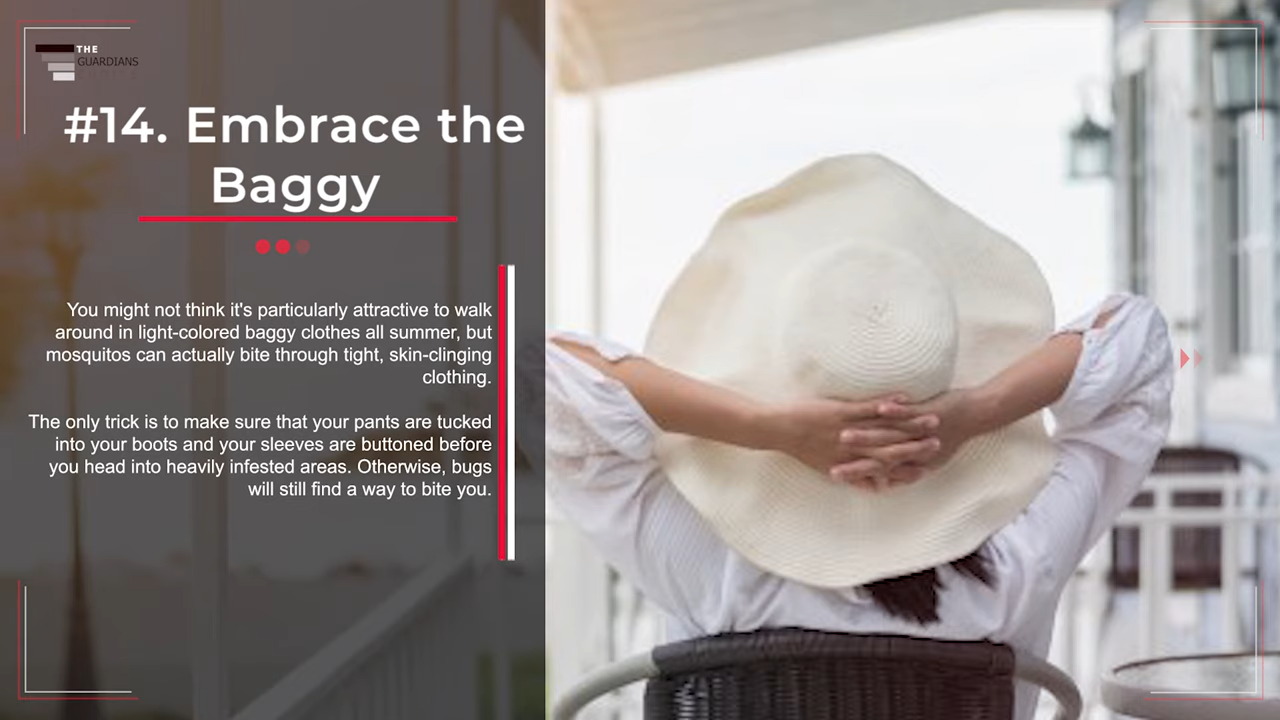 THE
GUARDIANS
#14. Embrace the
Baggy
You might not think it's particularly attractive to walk
around in light-colored baggy clothes all summer, but
mosquitos can actually bite through tight, skin-clinging
clothing.
The only trick is to make sure that your pants are tucked
into your boots and your sleeves are buttoned before
you head into heavily infested areas. Otherwise, bugs
will still find a way to bite you.